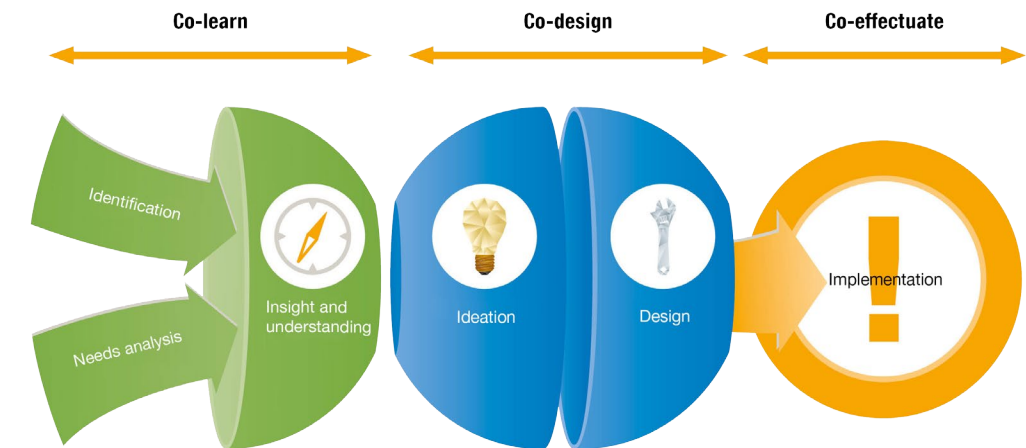 Co-learn
Co-design
Co-effectuate
Identification
Needs analysis
Insight and
understanding
Ideation
Design
Implementation
!